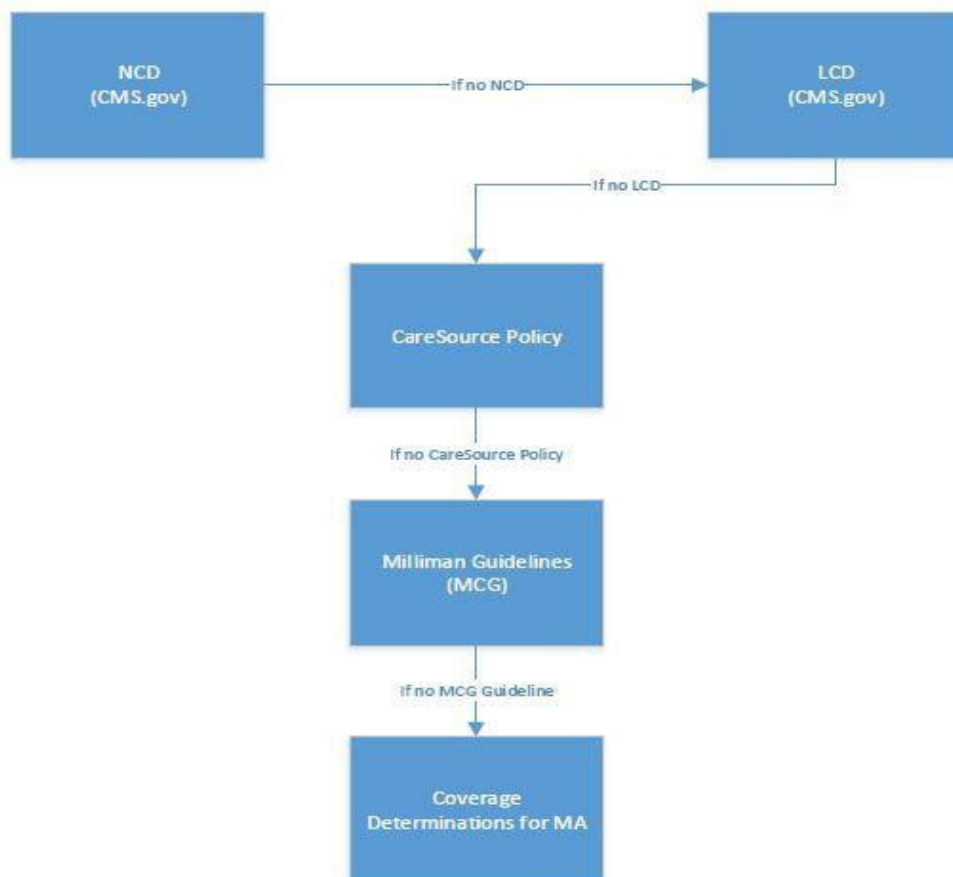 NCD
(CMS.gov)
If no NCD
LCD
(CMS.gov)
If no LCD
CareSource Policy
If no CareSource Policy
Milliman Guidelines
(MCG)
If no MCG Guideline
Coverage
Determinations for MA